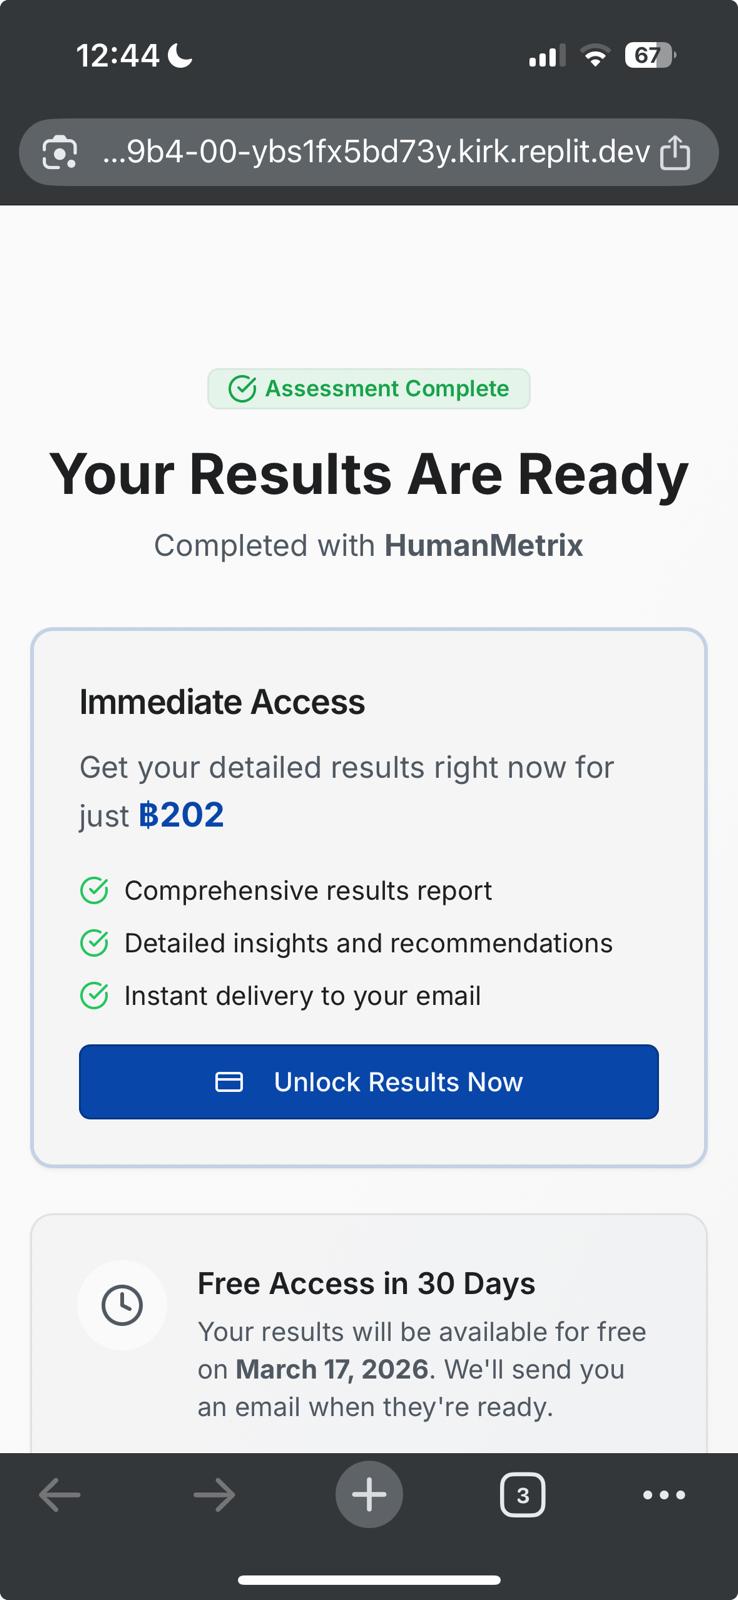 12:44
67
...9b4-00-ybs1fx5bd73y.kirk.replit.dev
Assessment Complete
Your Results Are Ready
Completed with HumanMetrix
Immediate Access
Get your detailed results right now for
just ฿202
Comprehensive results report
Detailed insights and recommendations
Instant delivery to your email
Unlock Results Now
Free Access in 30 Days
Your results will be available for free
on March 17, 2026. We'll send you
an email when they're ready.
3